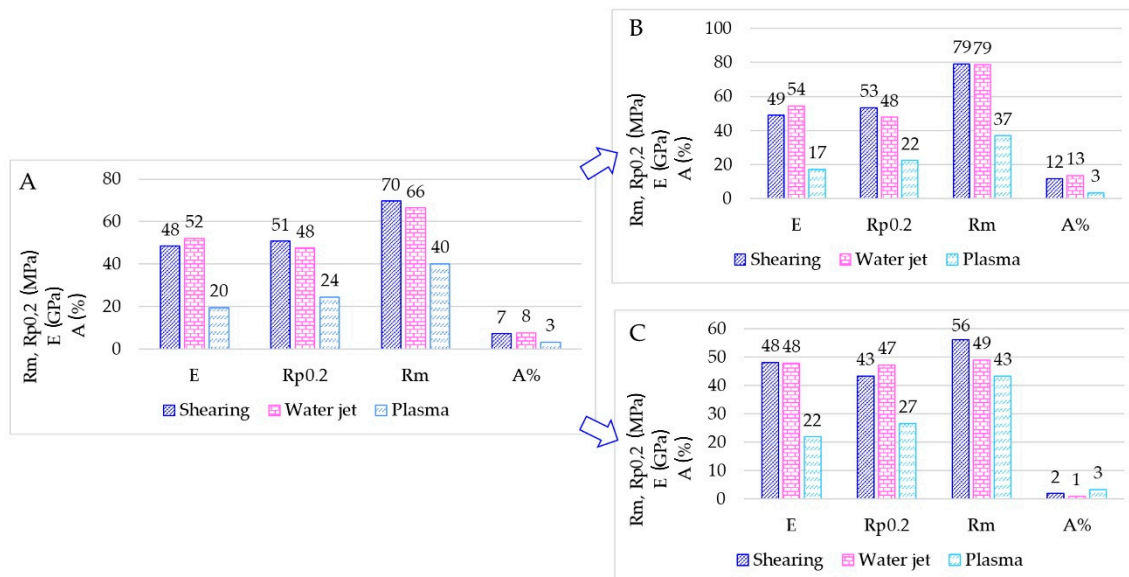 A
Rm, Rp0,2 (MPa)
E (GPa)
A (%)
80
60
40
20
0
48 52 20
51 48 24
70 66 40
7 8 3
E Rp0.2 Rm A%
Shearing Water jet Plasma
B
Rm, Rp0,2 (MPa)
E (GPa)
A (%)
100
80
60
40
20
0
49 54 17
53 48 22
79 79 37
12 13 3
E Rp0.2 Rm A%
Shearing Water jet Plasma
C
Rm, Rp0,2 (MPa)
E (GPa)
A (%)
60
50
40
30
20
10
0
48 48 22
43 47 27
56 49 43
2 1 3
E Rp0.2 Rm A%
Shearing Water jet Plasma